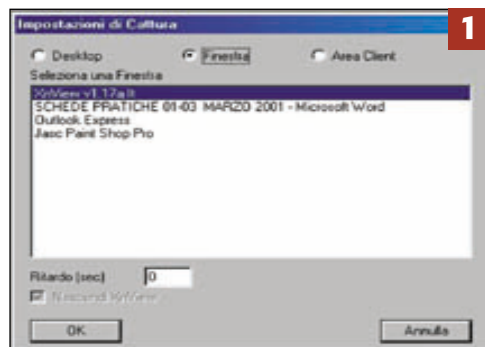 Impostazioni di Cattura
1
Desktop Finestra Area Client
Seleziona una Finestra
XnView v1.17a It
SCHEDE PRATICHE 01-03 MARZO 2001 - Microsoft Word
Outlook Express
Jasc Paint Shop Pro
Ritardo (sec) 0
Nascondi XnView
OK Annulla